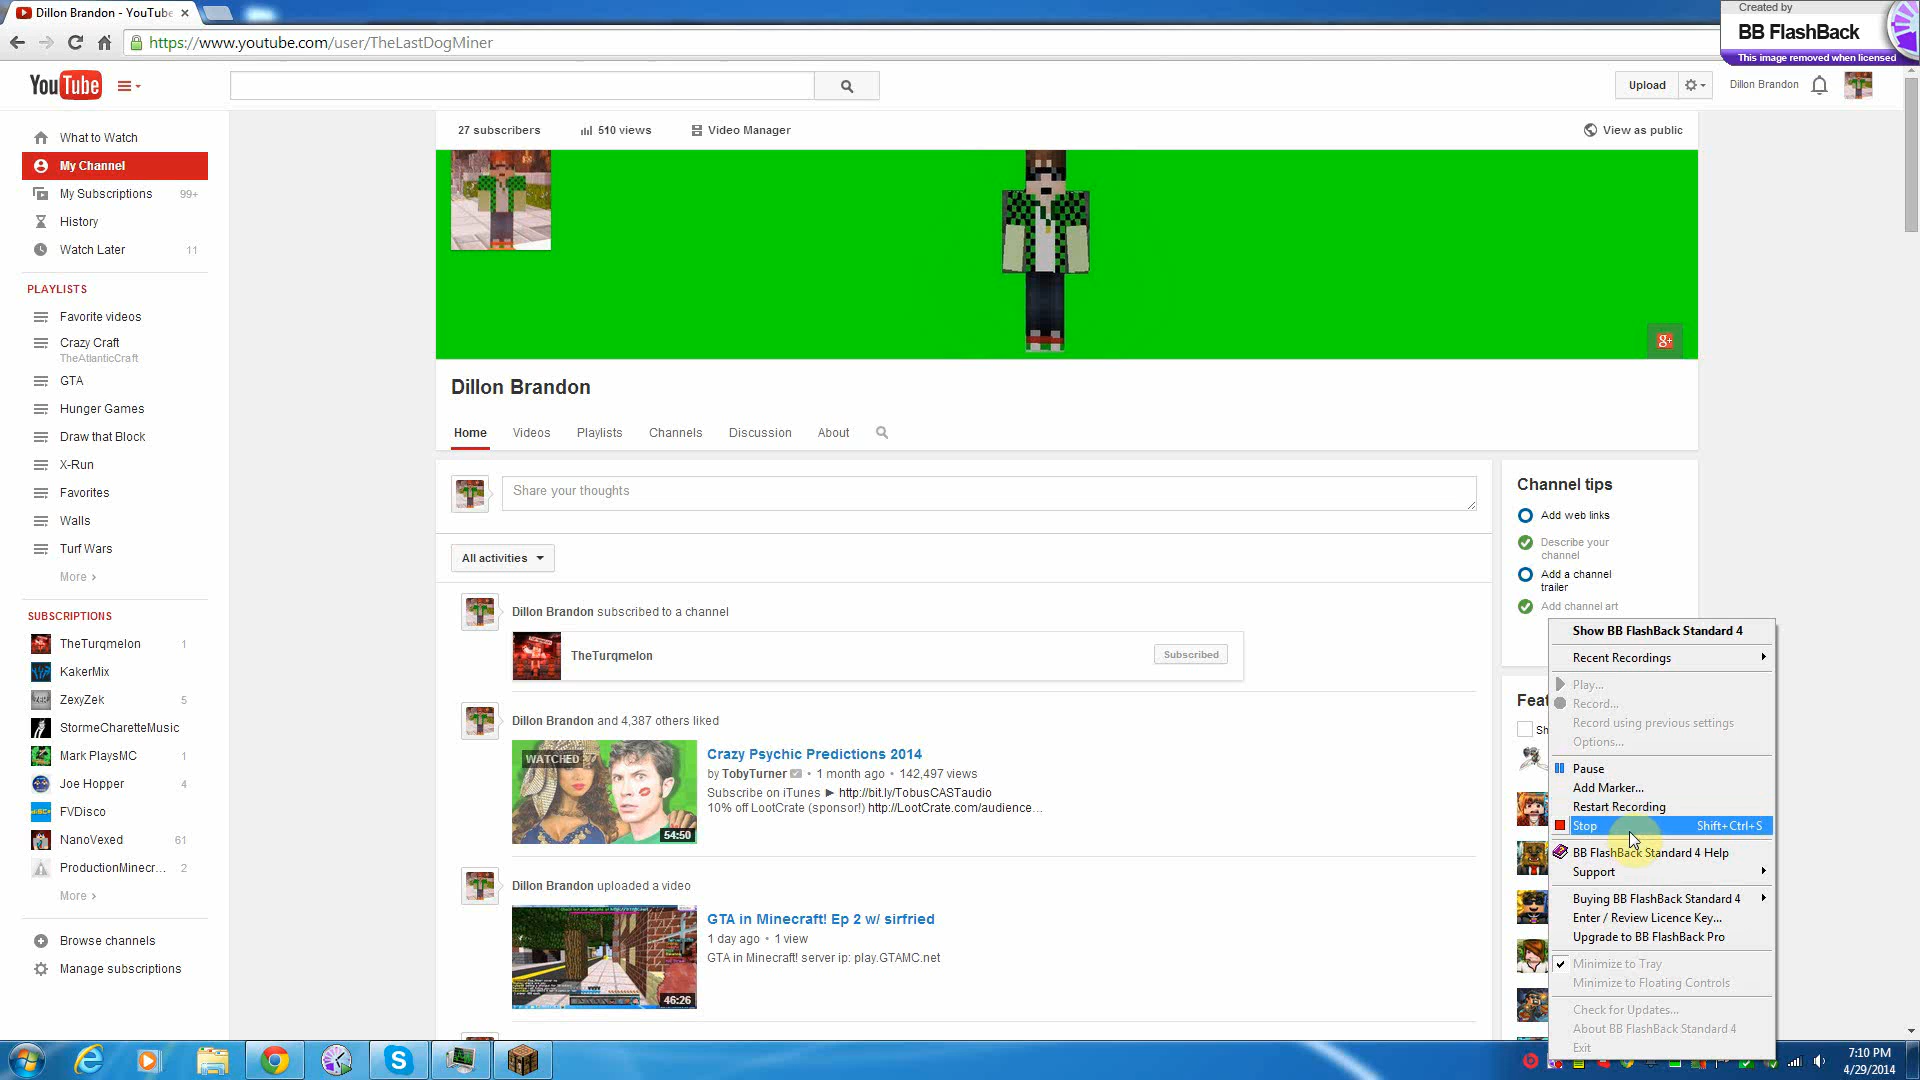 Dillon Brandon - YouTube
Created by
BB FlashBack
This image removed when licensed
https://www.youtube.com/user/TheLastDogMiner
YouTube
Upload
Dillon Brandon
What to Watch
My Channel
My Subscriptions 99+
History
Watch Later 11
PLAYLISTS
Favorite videos
Crazy Craft
TheAtlanticCraft
GTA
Hunger Games
Draw that Block
X-Run
Favorites
Walls
Turf Wars
More ›
SUBSCRIPTIONS
TheTurqmelon 1
KakerMix
ZexyZek 5
StormeCharetteMusic
Mark PlaysMC 1
Joe Hopper 4
FVDisco
NanoVexed 61
ProductionMinecr... 2
More ›
Browse channels
Manage subscriptions
27 subscribers 510 views Video Manager View as public
g+
Dillon Brandon
Home Videos Playlists Channels Discussion About
Share your thoughts
All activities
Dillon Brandon subscribed to a channel
TheTurqmelon Subscribed
Dillon Brandon and 4,387 others liked
WATCHED
54:50
Crazy Psychic Predictions 2014
by TobyTurner • 1 month ago • 142,497 views
Subscribe on iTunes ► http://bit.ly/TobusCASTaudio
10% off LootCrate (sponsor!) http://LootCrate.com/audience...
Dillon Brandon uploaded a video
46:26
GTA in Minecraft! Ep 2 w/ sirfried
1 day ago • 1 view
GTA in Minecraft! server ip: play.GTAMC.net
Channel tips
Add web links
Describe your
channel
Add a channel
trailer
Add channel art
Feat
Sh
Show BB FlashBack Standard 4
Recent Recordings
Play...
Record...
Record using previous settings
Options...
Pause
Add Marker...
Restart Recording
Stop Shift+Ctrl+S
BB FlashBack Standard 4 Help
Support
Buying BB FlashBack Standard 4
Enter / Review Licence Key...
Upgrade to BB FlashBack Pro
Minimize to Tray
Minimize to Floating Controls
Check for Updates...
About BB FlashBack Standard 4
Exit
7:10 PM
4/29/2014